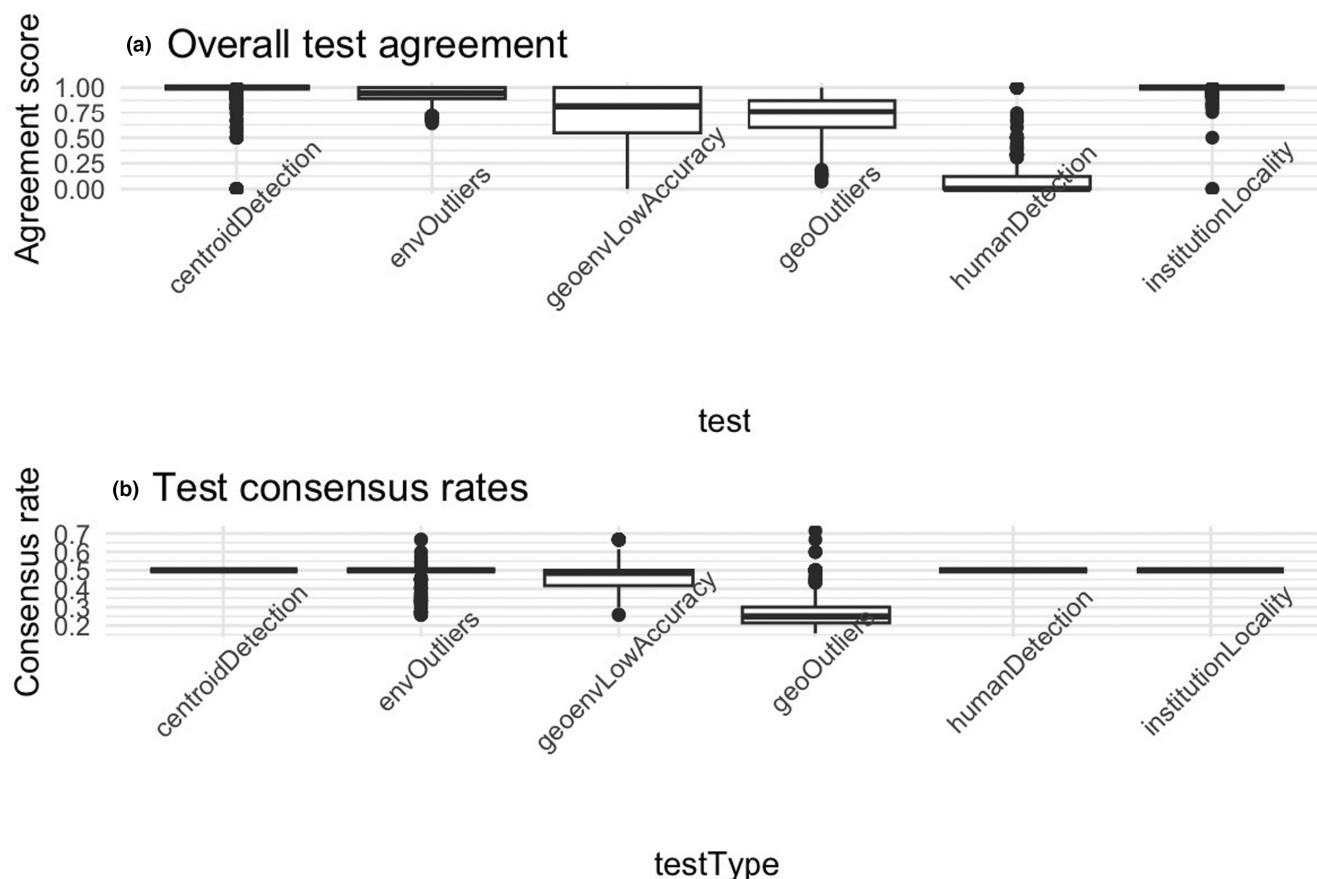 (a) Overall test agreement
Agreement score
1.00
0.75
0.50
0.25
0.00
centroidDetection
envOutliers
geoenvLowAccuracy
geoOutliers
humanDetection
institutionLocality
test
(b) Test consensus rates
Consensus rate
0.7
0.6
0.5
0.4
0.3
0.2
centroidDetection
envOutliers
geoenvLowAccuracy
geoOutliers
humanDetection
institutionLocality
testType